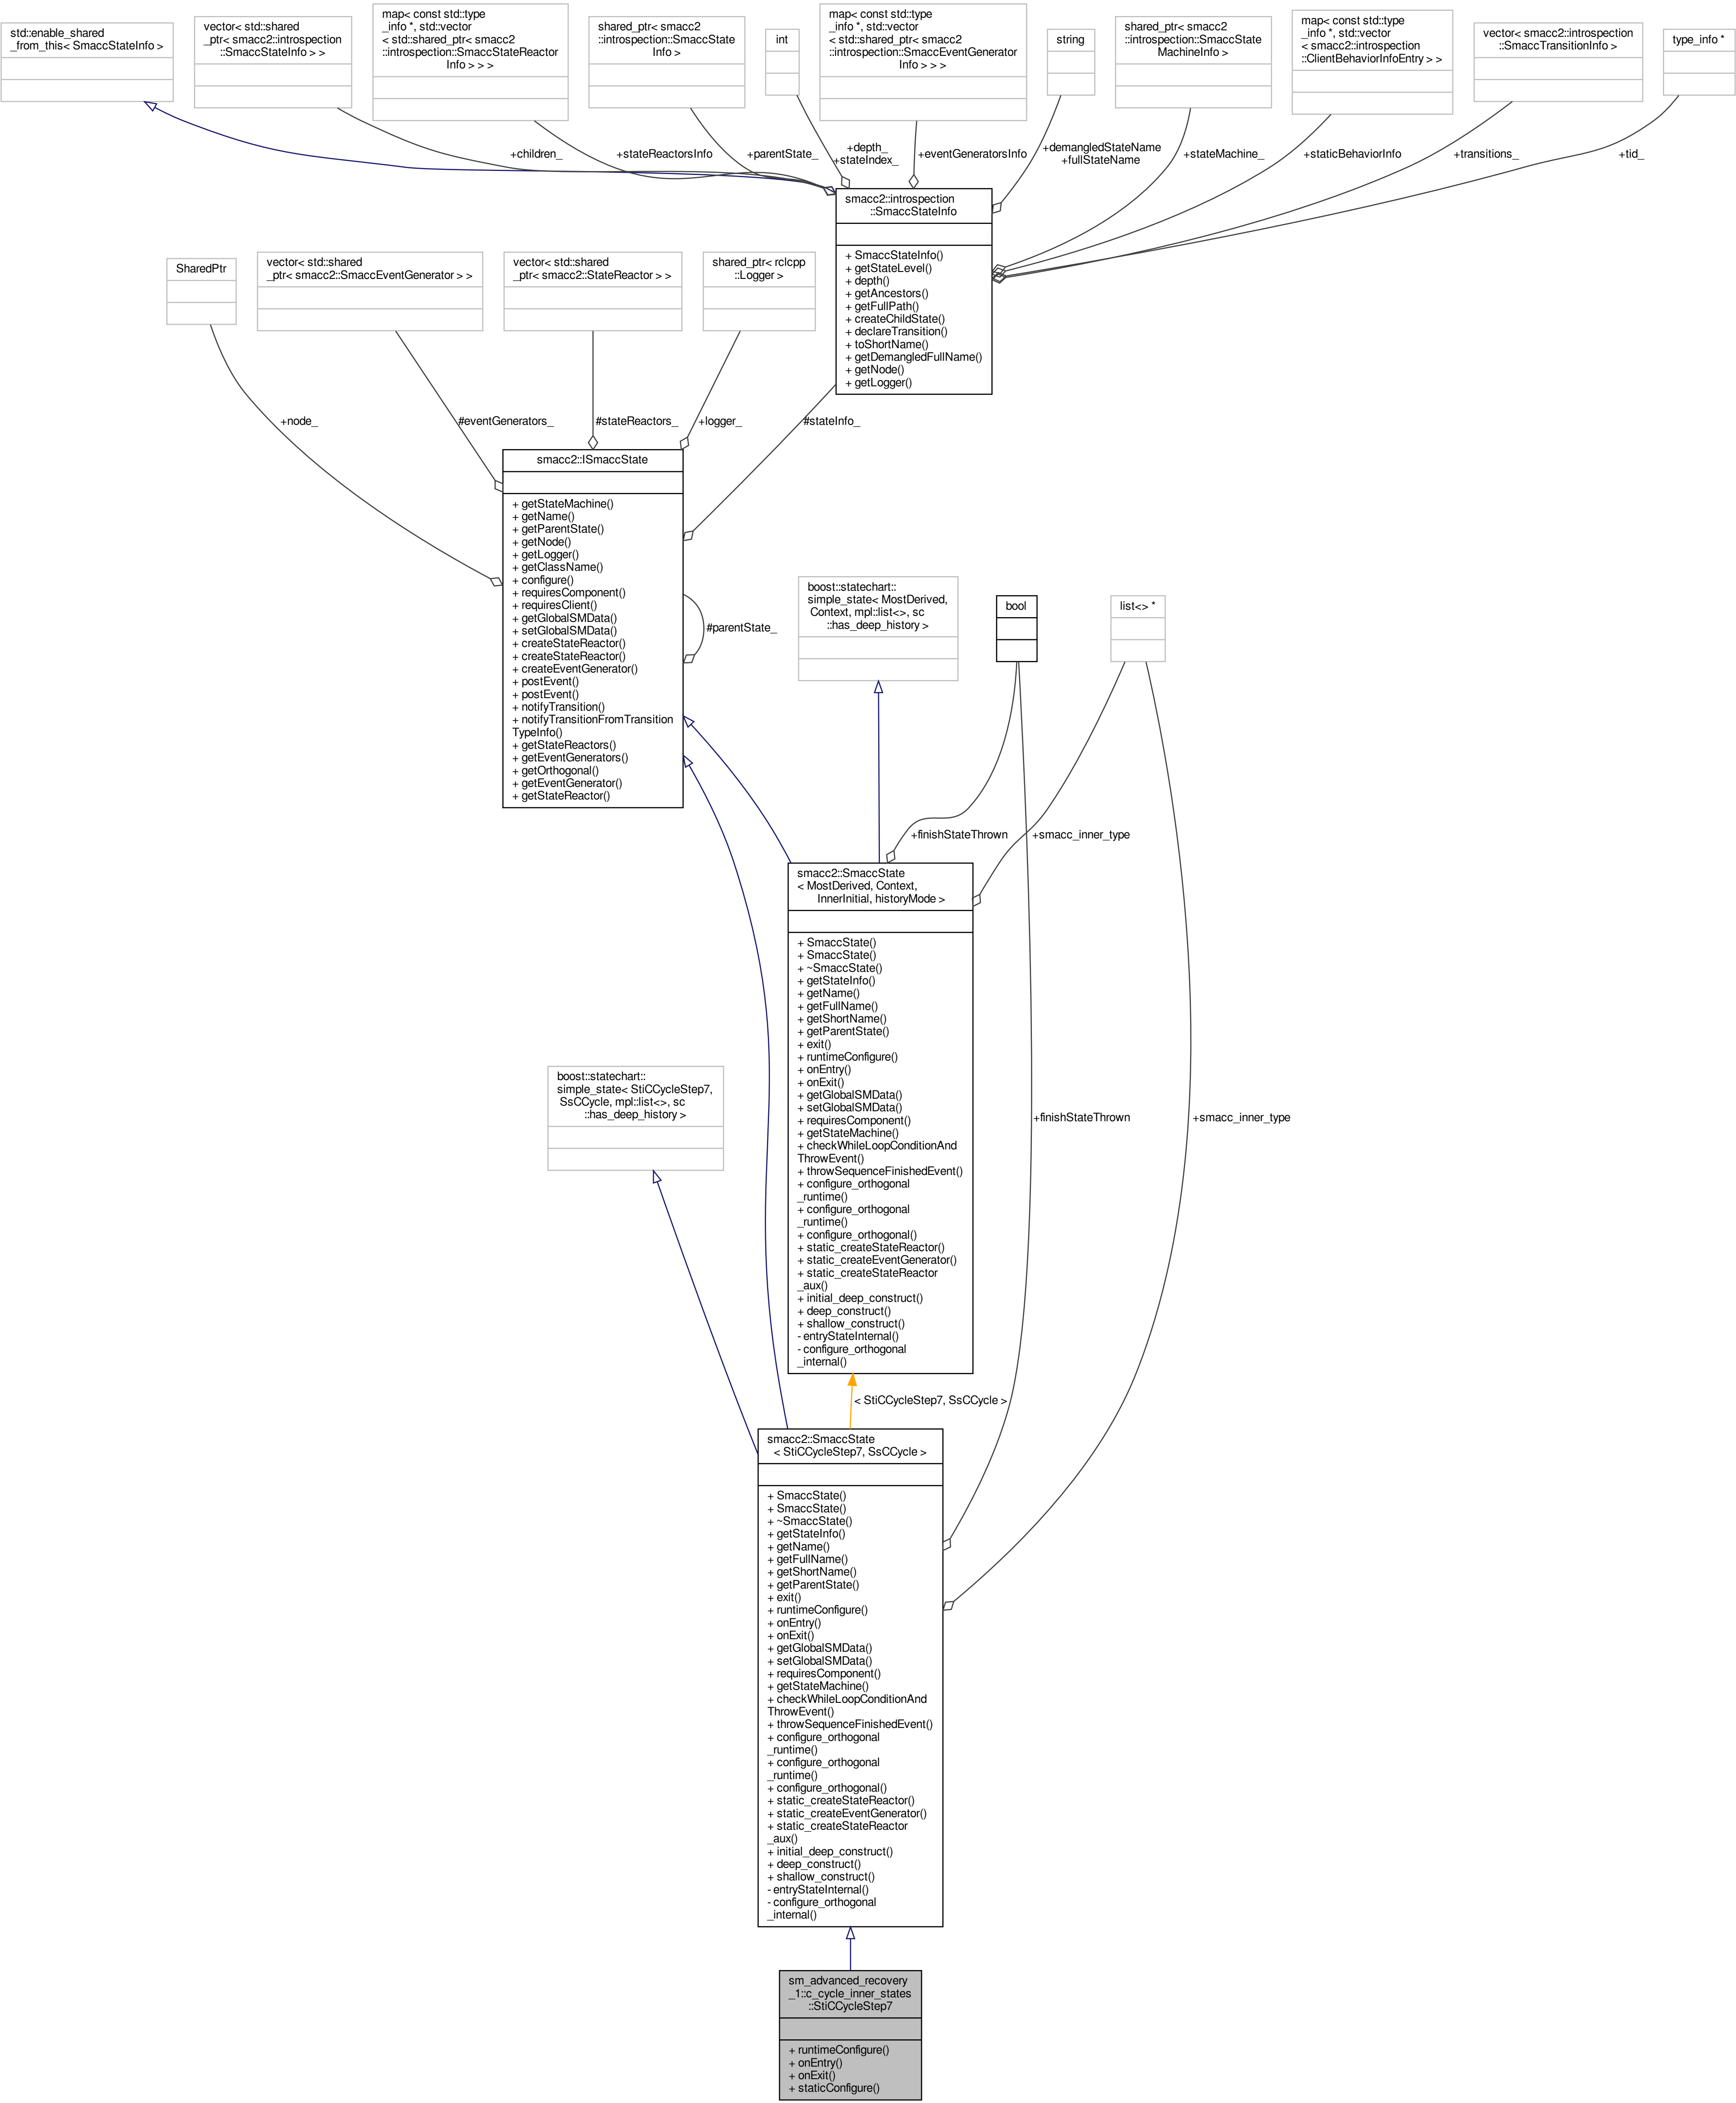 std::enable_shared
_from_this< SmaccStateInfo >
vector< std::shared
_ptr< smacc2::introspection
::SmaccStateInfo > >
map< const std::type
_info *, std::vector
< std::shared_ptr< smacc2
::introspection::SmaccStateReactor
Info > > >
shared_ptr< smacc2
::introspection::SmaccState
Info >
int
map< const std::type
_info *, std::vector
< std::shared_ptr< smacc2
::introspection::SmaccEventGenerator
Info > > >
string
shared_ptr< smacc2
::introspection::SmaccState
MachineInfo >
map< const std::type
_info *, std::vector
< smacc2::introspection
::ClientBehaviorInfoEntry > >
vector< smacc2::introspection
::SmaccTransitionInfo >
type_info *
+children_
+stateReactorsInfo
+parentState_
+depth_
+stateIndex_
+eventGeneratorsInfo
+demangledStateName
+fullStateName
+stateMachine_
+staticBehaviorInfo
+transitions_
+tid_
smacc2::introspection
::SmaccStateInfo
+ SmaccStateInfo()
+ getStateLevel()
+ depth()
+ getAncestors()
+ getFullPath()
+ createChildState()
+ declareTransition()
+ toShortName()
+ getDemangledFullName()
+ getNode()
+ getLogger()
SharedPtr
vector< std::shared
_ptr< smacc2::SmaccEventGenerator > >
vector< std::shared
_ptr< smacc2::StateReactor > >
shared_ptr< rclcpp
::Logger >
+node_
#eventGenerators_
#stateReactors_
+logger_
#stateInfo_
smacc2::ISmaccState
+ getStateMachine()
+ getName()
+ getParentState()
+ getNode()
+ getLogger()
+ getClassName()
+ configure()
+ requiresComponent()
+ requiresClient()
+ getGlobalSMData()
+ setGlobalSMData()
+ createStateReactor()
+ createStateReactor()
+ createEventGenerator()
+ postEvent()
+ postEvent()
+ notifyTransition()
+ notifyTransitionFromTransition
TypeInfo()
+ getStateReactors()
+ getEventGenerators()
+ getOrthogonal()
+ getEventGenerator()
+ getStateReactor()
#parentState_
boost::statechart::
simple_state< MostDerived,
Context, mpl::list<>, sc
::has_deep_history >
bool
list<> *
+finishStateThrown
+smacc_inner_type
smacc2::SmaccState
< MostDerived, Context,
InnerInitial, historyMode >
+ SmaccState()
+ SmaccState()
+ ~SmaccState()
+ getStateInfo()
+ getName()
+ getFullName()
+ getShortName()
+ getParentState()
+ exit()
+ runtimeConfigure()
+ onEntry()
+ onExit()
+ getGlobalSMData()
+ setGlobalSMData()
+ requiresComponent()
+ getStateMachine()
+ checkWhileLoopConditionAnd
ThrowEvent()
+ throwSequenceFinishedEvent()
+ configure_orthogonal
_runtime()
+ configure_orthogonal
_runtime()
+ configure_orthogonal()
+ static_createStateReactor()
+ static_createEventGenerator()
+ static_createStateReactor
_aux()
+ initial_deep_construct()
+ deep_construct()
+ shallow_construct()
- entryStateInternal()
- configure_orthogonal
_internal()
boost::statechart::
simple_state< StiCCycleStep7,
SsCCycle, mpl::list<>, sc
::has_deep_history >
+finishStateThrown
+smacc_inner_type
< StiCCycleStep7, SsCCycle >
smacc2::SmaccState
< StiCCycleStep7, SsCCycle >
+ SmaccState()
+ SmaccState()
+ ~SmaccState()
+ getStateInfo()
+ getName()
+ getFullName()
+ getShortName()
+ getParentState()
+ exit()
+ runtimeConfigure()
+ onEntry()
+ onExit()
+ getGlobalSMData()
+ setGlobalSMData()
+ requiresComponent()
+ getStateMachine()
+ checkWhileLoopConditionAnd
ThrowEvent()
+ throwSequenceFinishedEvent()
+ configure_orthogonal
_runtime()
+ configure_orthogonal
_runtime()
+ configure_orthogonal()
+ static_createStateReactor()
+ static_createEventGenerator()
+ static_createStateReactor
_aux()
+ initial_deep_construct()
+ deep_construct()
+ shallow_construct()
- entryStateInternal()
- configure_orthogonal
_internal()
sm_advanced_recovery
_1::c_cycle_inner_states
::StiCCycleStep7
+ runtimeConfigure()
+ onEntry()
+ onExit()
+ staticConfigure()